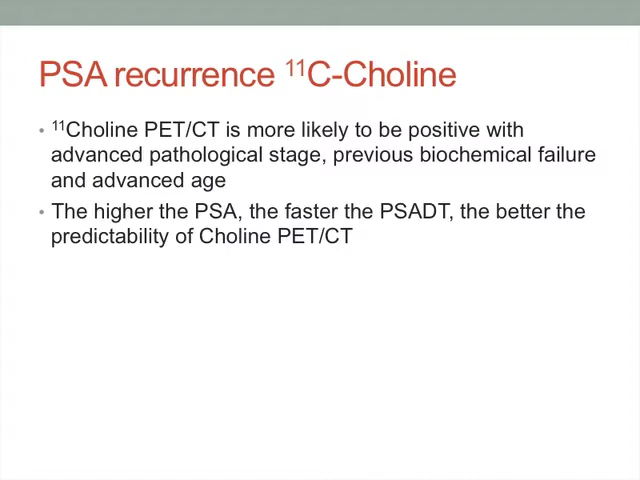 PSA recurrence ¹¹C-Choline
• ¹¹Choline PET/CT is more likely to be positive with
advanced pathological stage, previous biochemical failure
and advanced age
• The higher the PSA, the faster the PSADT, the better the
predictability of Choline PET/CT